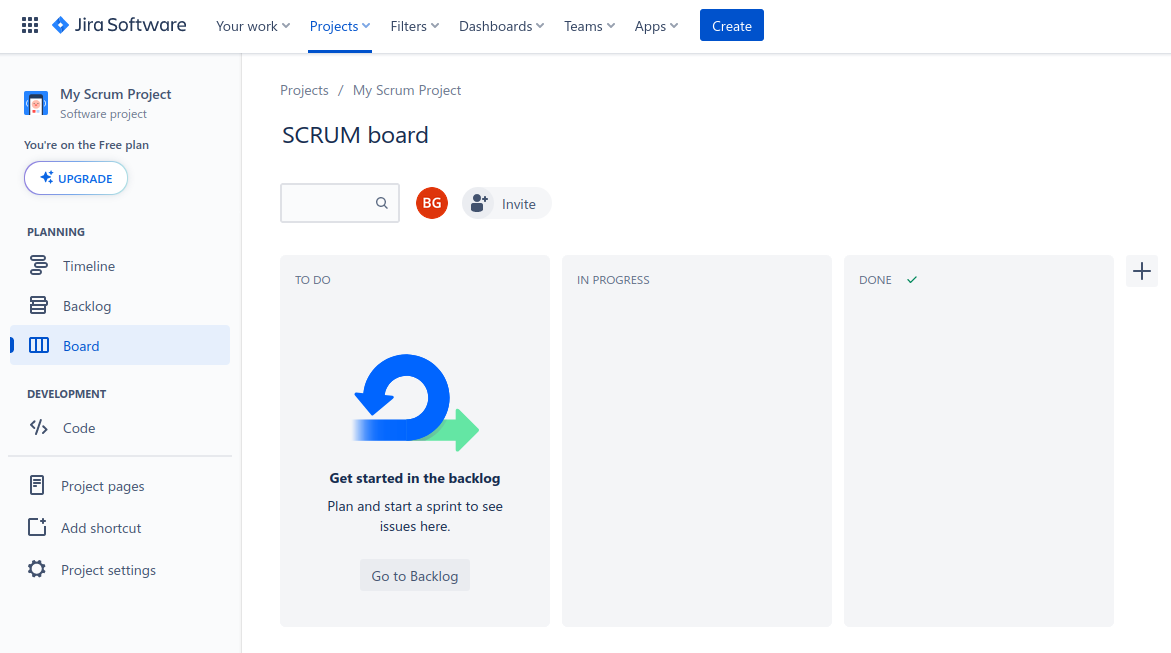 Jira Software
Your work
Projects
Filters
Dashboards
Teams
Apps
Create
My Scrum Project
Software project
You're on the Free plan
UPGRADE
PLANNING
Timeline
Backlog
Board
DEVELOPMENT
Code
Project pages
Add shortcut
Project settings
Projects / My Scrum Project
SCRUM board
BG
Invite
TO DO
Get started in the backlog
Plan and start a sprint to see
issues here.
Go to Backlog
IN PROGRESS
DONE